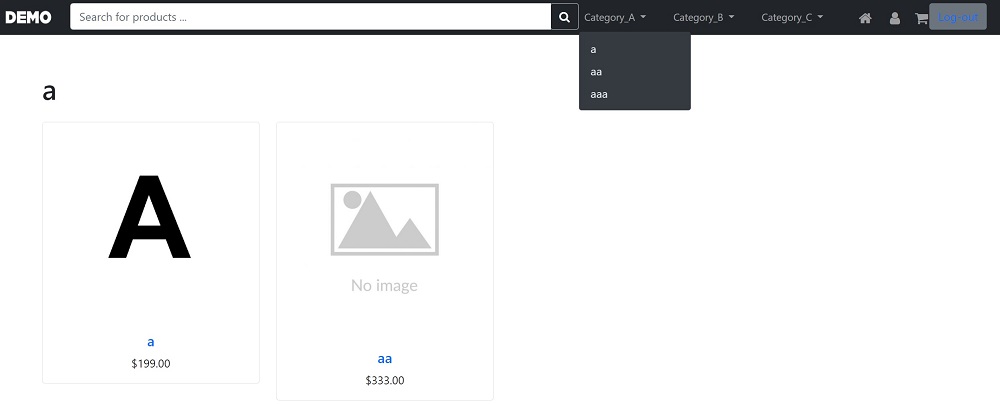 DEMO Search for products ... Category_A Category_B Category_C Log-out
a
aa
aaa
a
A
No image
a
$199.00
aa
$333.00